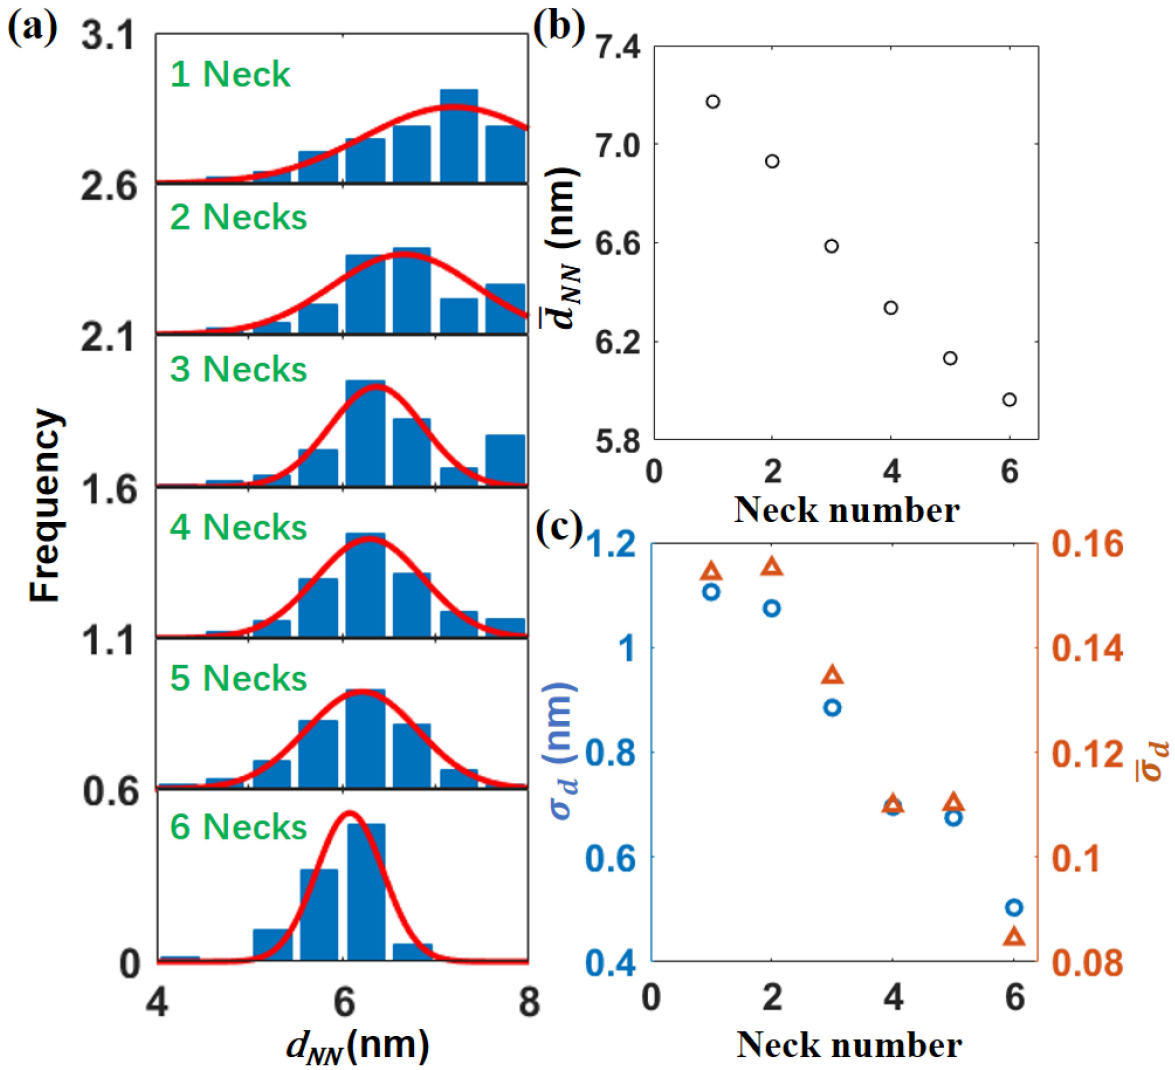 (a)
3.1
1 Neck
2.6
2 Necks
2.1
3 Necks
1.6
4 Necks
1.1
5 Necks
0.6
6 Necks
0
4 6 8
Frequency
d_NN (nm)
(b)
7.4
7.0
6.6
6.2
5.8
0 2 4 6
d̅_NN (nm)
Neck number
(c)
1.2
1
0.8
0.6
0.4
σ_d (nm)
0.16
0.14
0.12
0.1
0.08
σ̅_d
0 2 4 6
Neck number